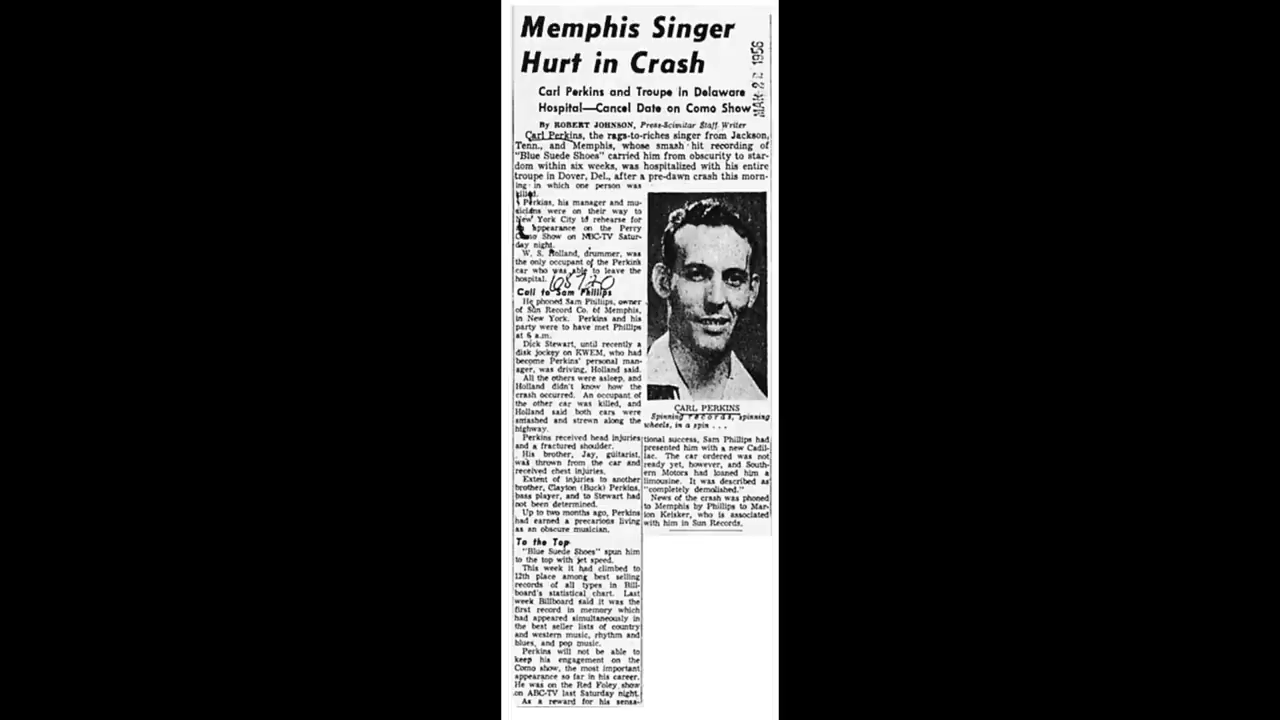 Memphis Singer
Hurt in Crash
MAR 22 1956
Carl Perkins and Troupe in Delaware
Hospital—Cancel Date on Como Show
By ROBERT JOHNSON, Press-Scimitar Staff Writer
Carl Perkins, the rags-to-riches singer from Jackson,
Tenn., and Memphis, whose smash hit recording of
"Blue Suede Shoes" carried him from obscurity to star-
dom within six weeks, was hospitalized with his entire
troupe in Dover, Del., after a pre-dawn crash this morn-
ing in which one person was
killed.
Perkins, his manager and mu-
sicians were on their way to
New York City to rehearse for
an appearance on the Perry
Como Show on NBC-TV Satur-
day night.
W. S. Holland, drummer, was
the only occupant of the Perkins
car who was able to leave the
hospital.
108720
Call to Sam Phillips
He phoned Sam Phillips, owner
of Sun Record Co. of Memphis,
in New York. Perkins and his
party were to have met Phillips
at 6 a.m.
Dick Stewart, until recently a
disk jockey on KWEM, who had
become Perkins' personal man-
ager, was driving, Holland said.
All the others were asleep, and
Holland didn't know how the
crash occurred. An occupant of
the other car was killed, and
Holland said both cars were
smashed and strewn along the
highway.
Perkins received head injuries
and a fractured shoulder.
His brother, Jay, guitarist,
was thrown from the car and
received chest injuries.
Extent of injuries to another
brother, Clayton (Buck) Perkins,
bass player, and to Stewart had
not been determined.
Up to two months ago, Perkins
had earned a precarious living
as an obscure musician.
To the Top
"Blue Suede Shoes" spun him
to the top with jet speed.
This week it had climbed to
12th place among best selling
records of all types in Bill-
board's statistical chart. Last
week Billboard said it was the
first record in memory which
had appeared simultaneously in
the best seller lists of country
and western music, rhythm and
blues, and pop music.
Perkins will not be able to
keep his engagement on the
Como show, the most important
appearance so far in his career.
He was on the Red Foley show
on ABC-TV last Saturday night.
As a reward for his sensa-
CARL PERKINS
Spinning records, spinning
wheels, in a spin . . .
tional success, Sam Phillips had
presented him with a new Cadil-
lac. The car ordered was not
ready yet, however, and South-
ern Motors had loaned him a
limousine. It was described as
"completely demolished."
News of the crash was phoned
to Memphis by Phillips to Mar-
ion Keisker, who is associated
with him in Sun Records.